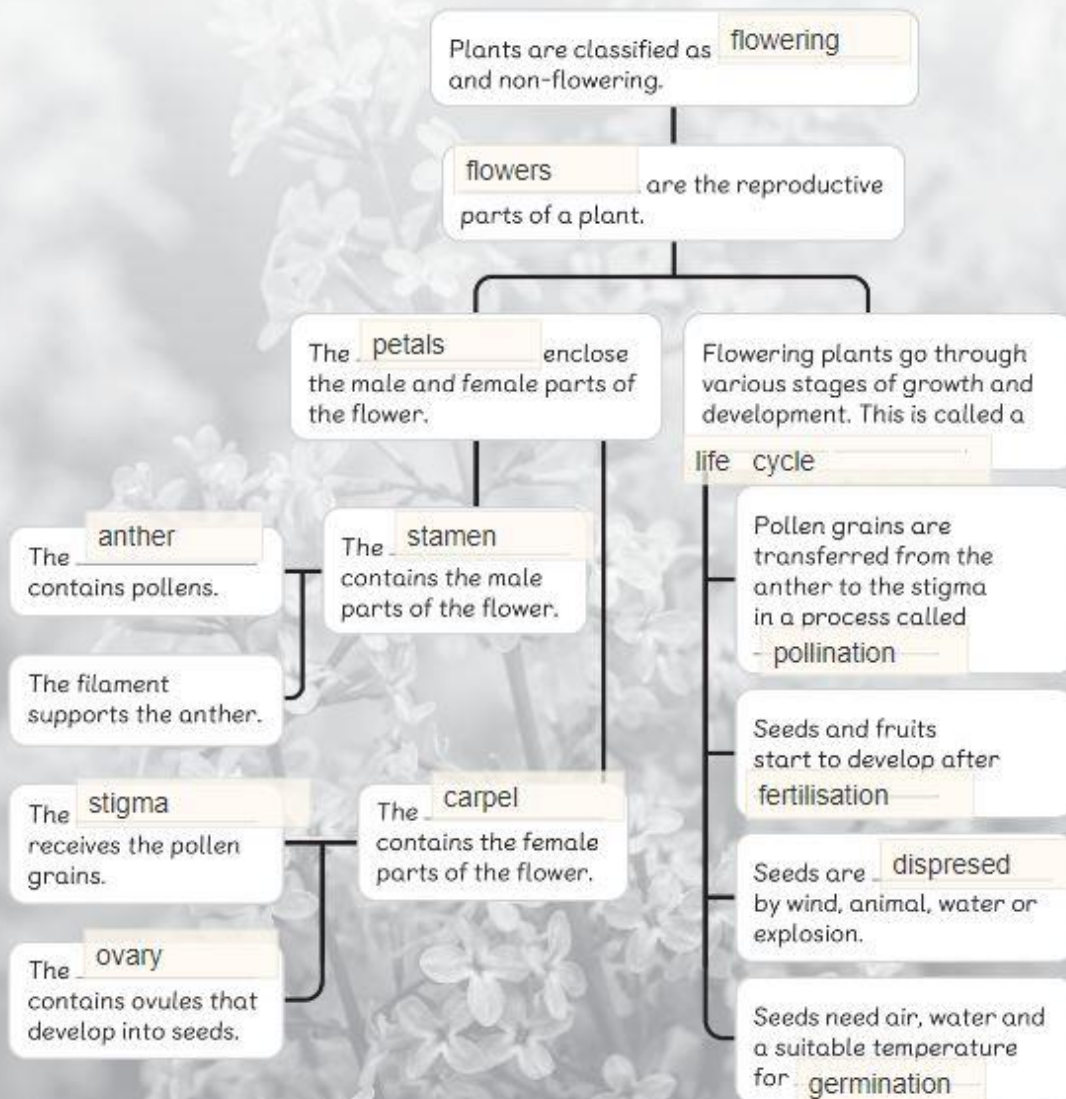 Plants are classified as flowering
and non-flowering.
flowers are the reproductive
parts of a plant.
The petals enclose
the male and female parts of
the flower.
Flowering plants go through
various stages of growth and
development. This is called a
life cycle
The anther
contains pollens.
The stamen
contains the male
parts of the flower.
The filament
supports the anther.
The stigma
receives the pollen
grains.
The carpel
contains the female
parts of the flower.
The ovary
contains ovules that
develop into seeds.
Pollen grains are
transferred from the
anther to the stigma
in a process called
pollination
Seeds and fruits
start to develop after
fertilisation
Seeds are dispresed
by wind, animal, water or
explosion.
Seeds need air, water and
a suitable temperature
for germination